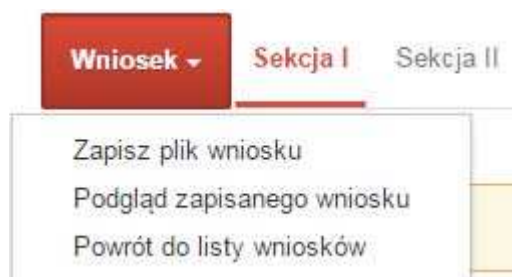 Wniosek Sekcja I Sekcja II
Zapisz plik wniosku
Podgląd zapisanego wniosku
Powrót do listy wniosków